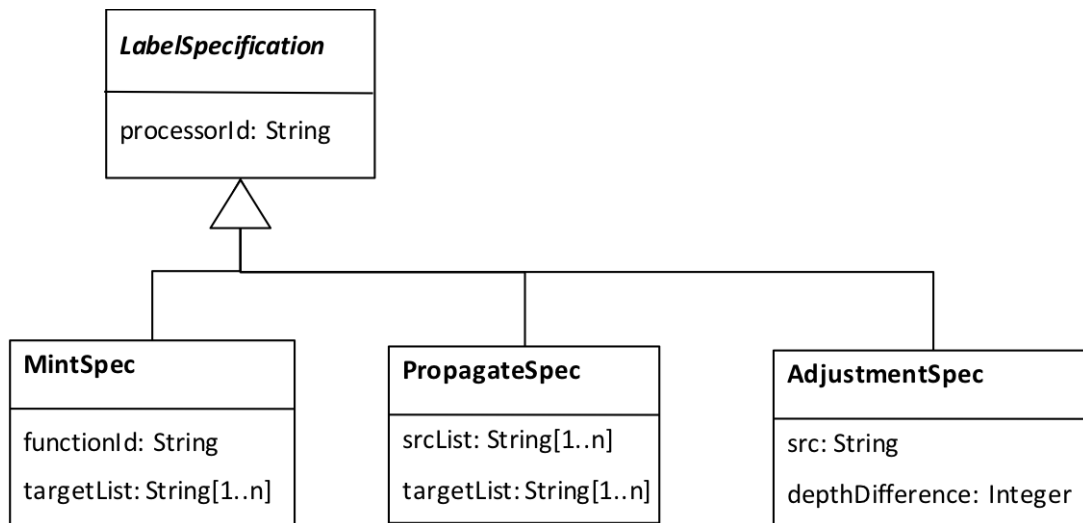 LabelSpecification
processorId: String
MintSpec
functionId: String
targetList: String[1..n]
PropagateSpec
srcList: String[1..n]
targetList: String[1..n]
AdjustmentSpec
src: String
depthDifference: Integer